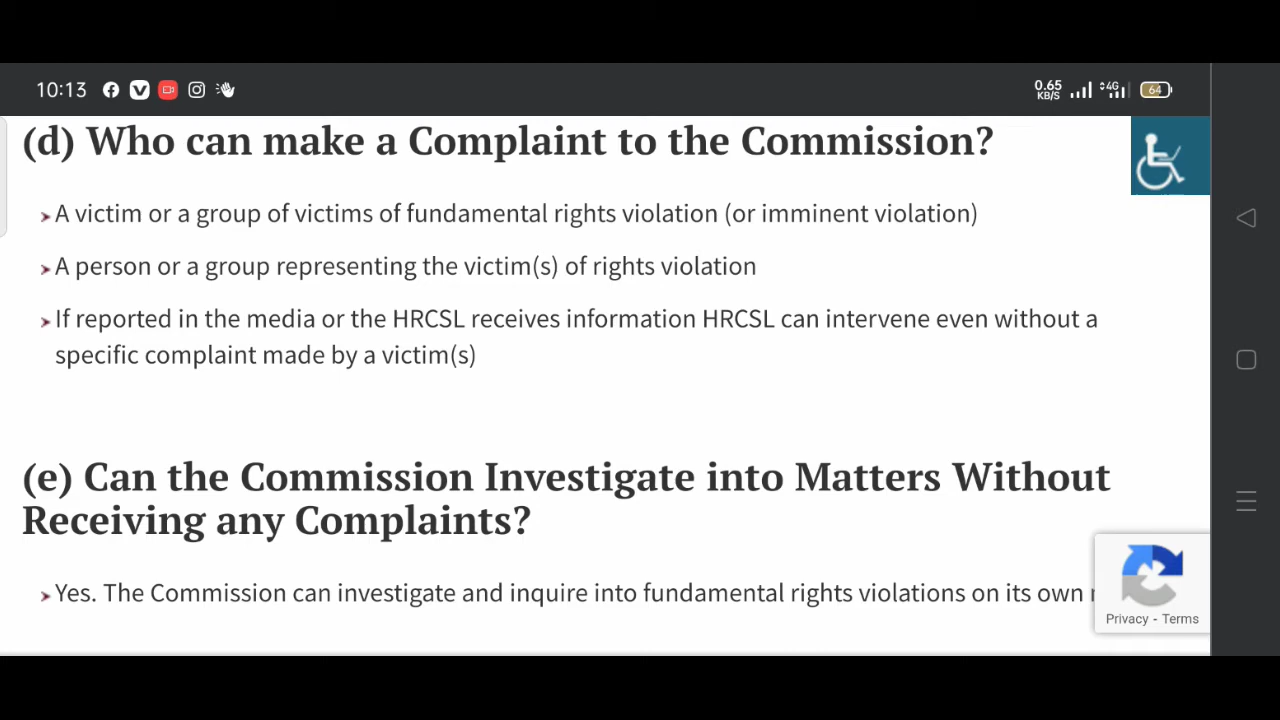 10:13
0.65
KB/S
4G
64
(d) Who can make a Complaint to the Commission?
A victim or a group of victims of fundamental rights violation (or imminent violation)
A person or a group representing the victim(s) of rights violation
If reported in the media or the HRCSL receives information HRCSL can intervene even without a
specific complaint made by a victim(s)
(e) Can the Commission Investigate into Matters Without
Receiving any Complaints?
Yes. The Commission can investigate and inquire into fundamental rights violations on its own
Privacy - Terms